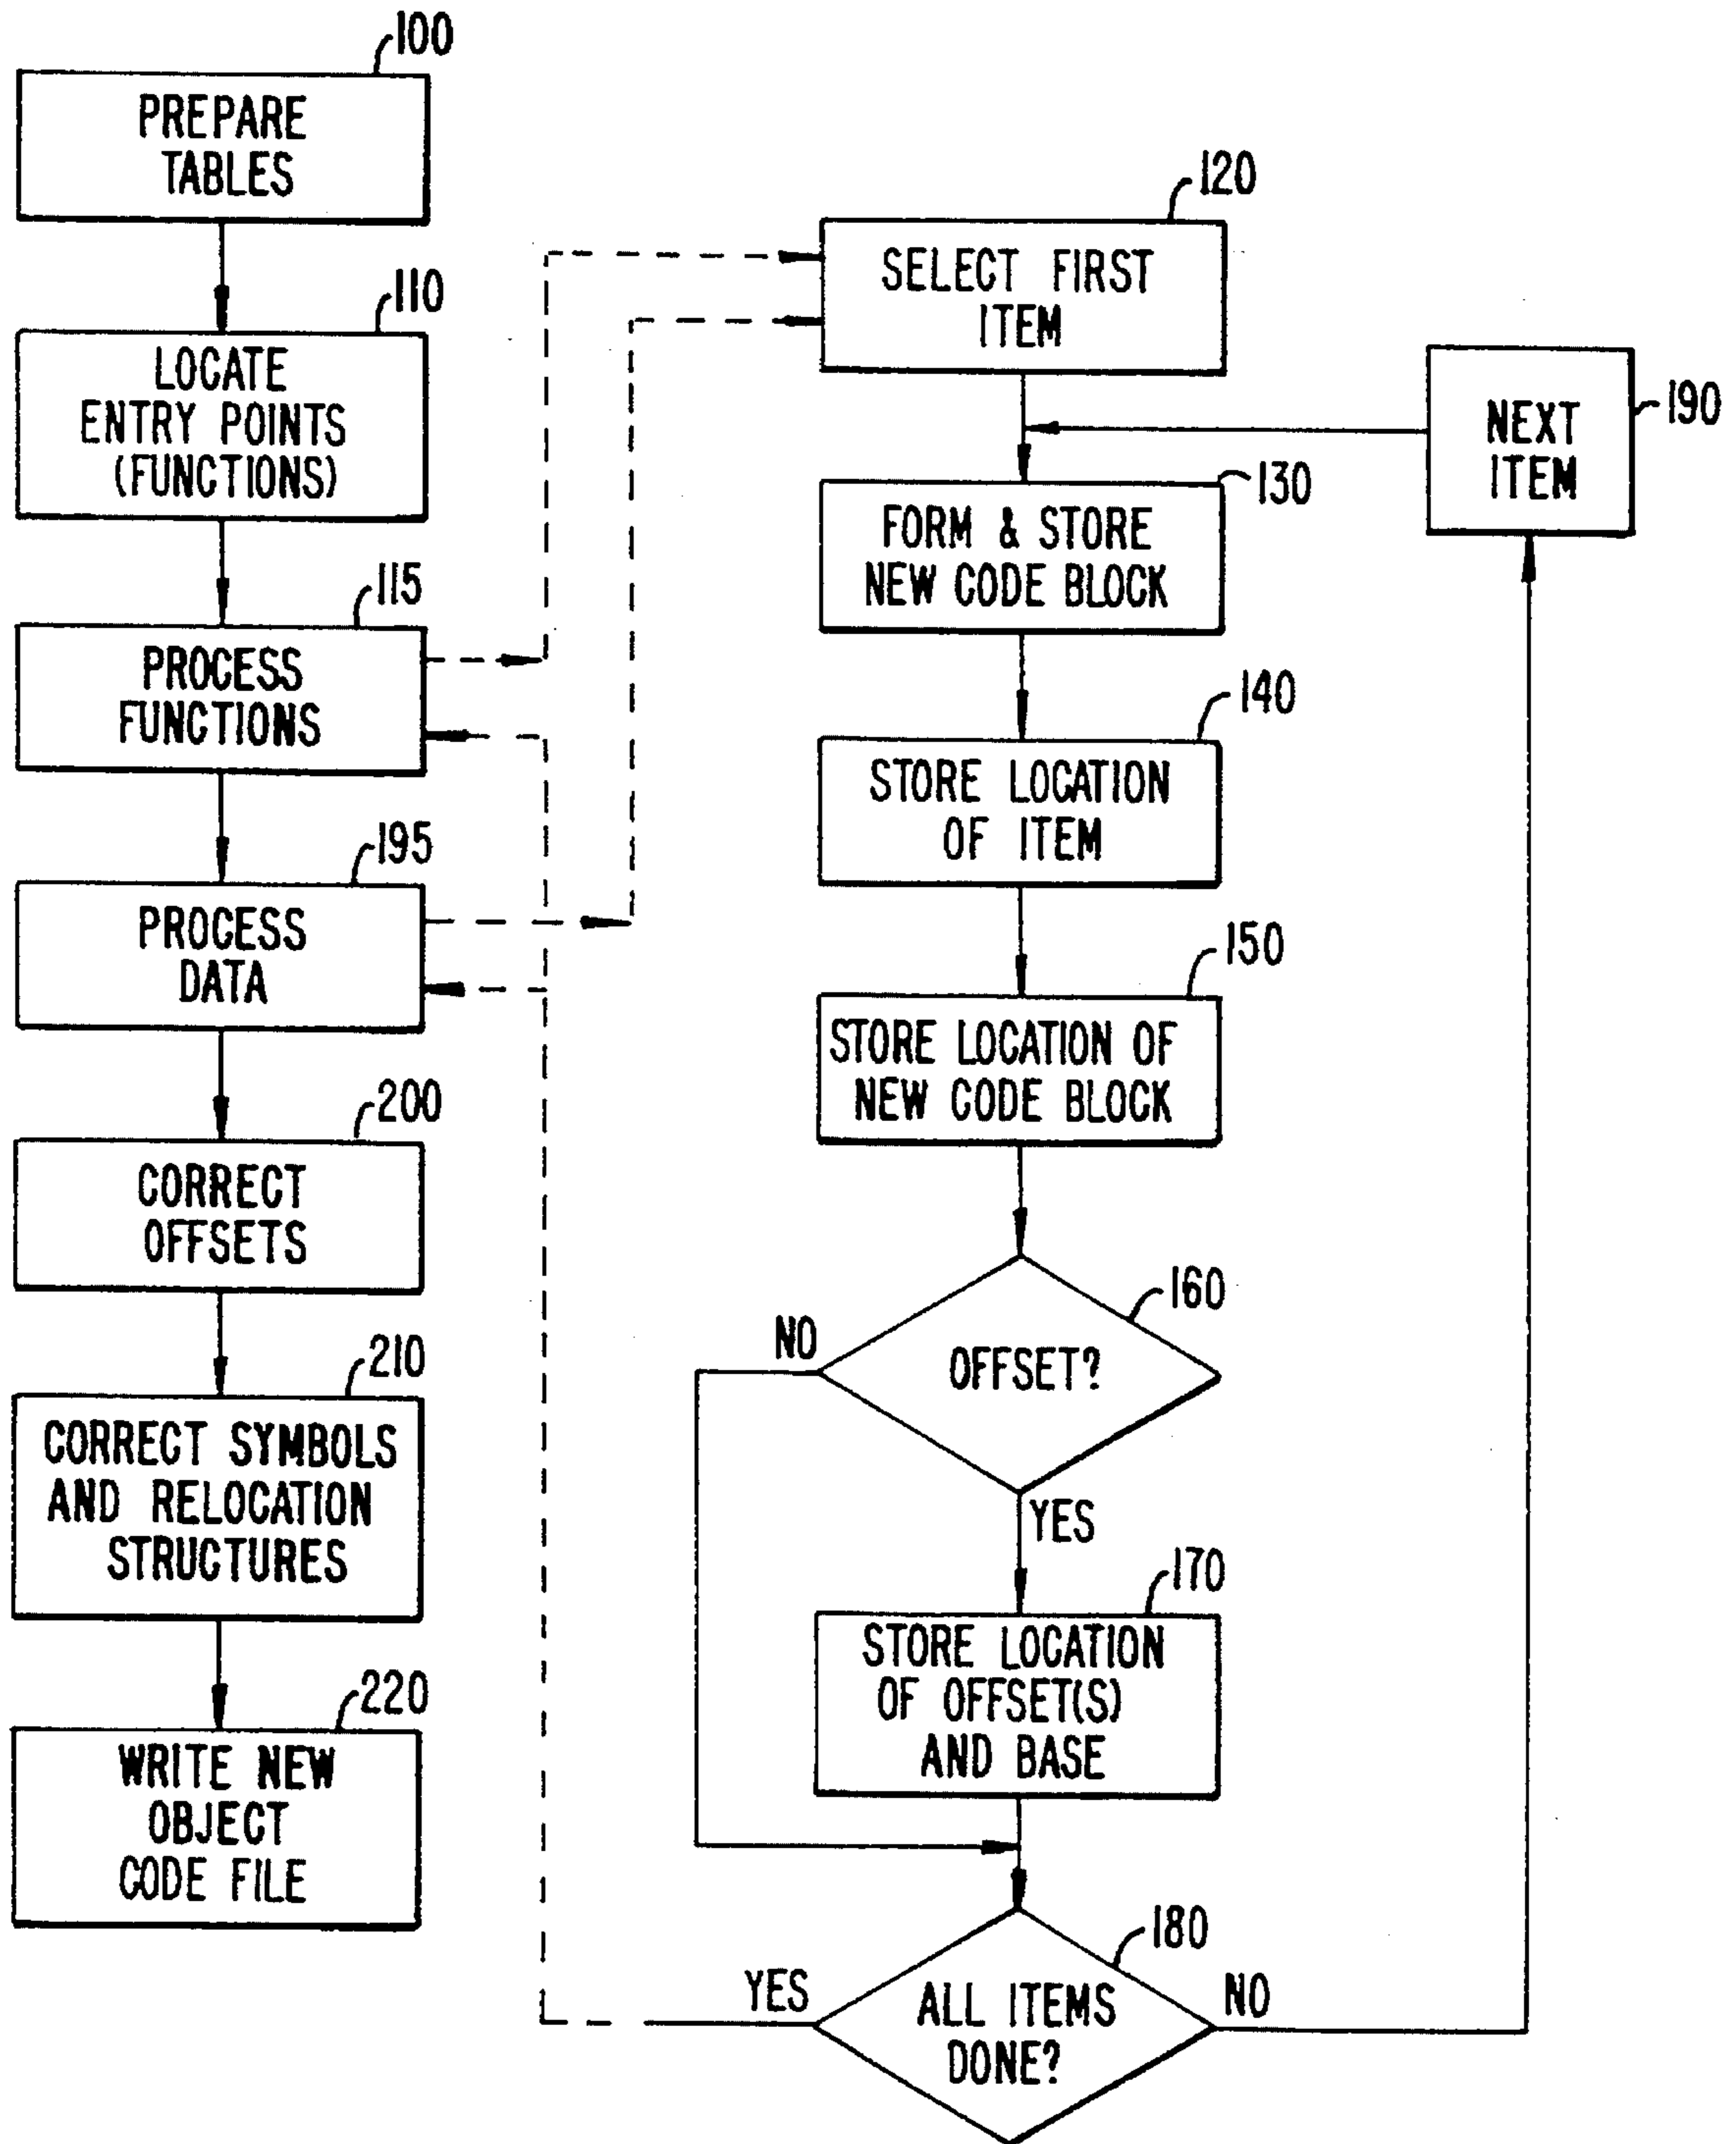 100
PREPARE
TABLES
110
LOCATE
ENTRY POINTS
(FUNCTIONS)
115
PROCESS
FUNCTIONS
195
PROCESS
DATA
200
CORRECT
OFFSETS
210
CORRECT SYMBOLS
AND RELOCATION
STRUCTURES
220
WRITE NEW
OBJECT
CODE FILE
120
SELECT FIRST
ITEM
190
NEXT
ITEM
130
FORM & STORE
NEW CODE BLOCK
140
STORE LOCATION
OF ITEM
150
STORE LOCATION OF
NEW CODE BLOCK
160
NO
OFFSET?
YES
170
STORE LOCATION
OF OFFSET(S)
AND BASE
180
YES
ALL ITEMS
DONE?
NO